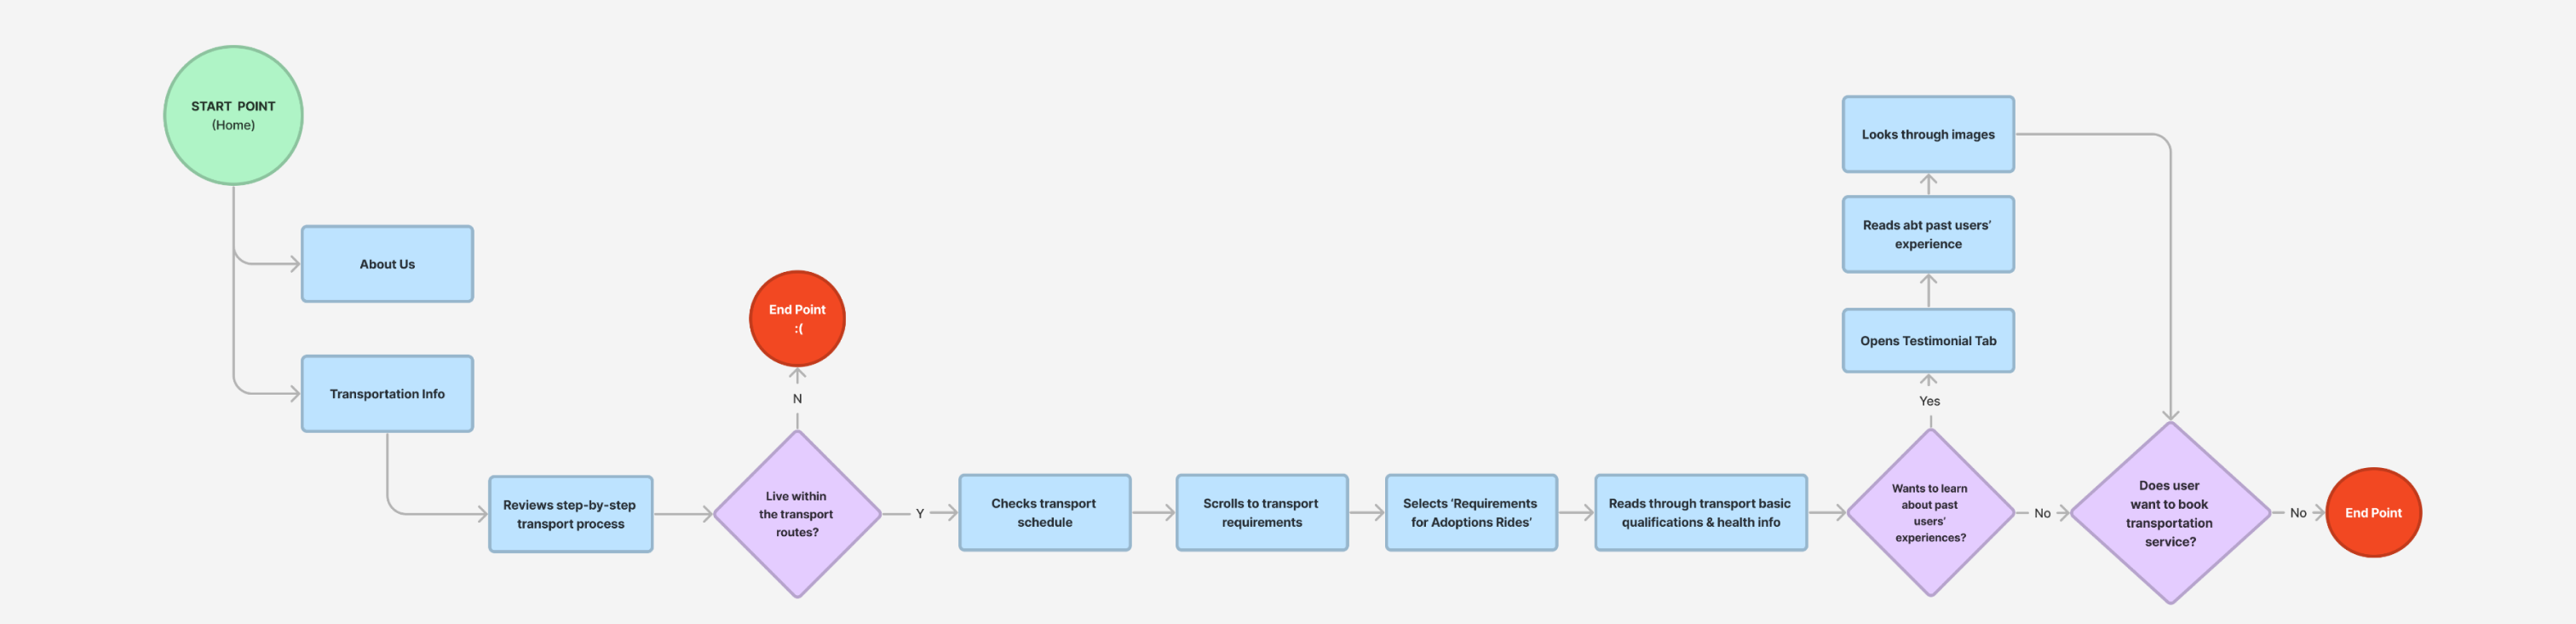 START POINT
(Home)
About Us
Transportation Info
Reviews step-by-step
transport process
Live within
the transport
routes?
N
End Point
:(
Y
Checks transport
schedule
Scrolls to transport
requirements
Selects ‘Requirements
for Adoptions Rides’
Reads through transport basic
qualifications & health info
Wants to learn
about past
users’
experiences?
Yes
Opens Testimonial Tab
Reads abt past users’
experience
Looks through images
No
Does user
want to book
transportation
service?
No
End Point